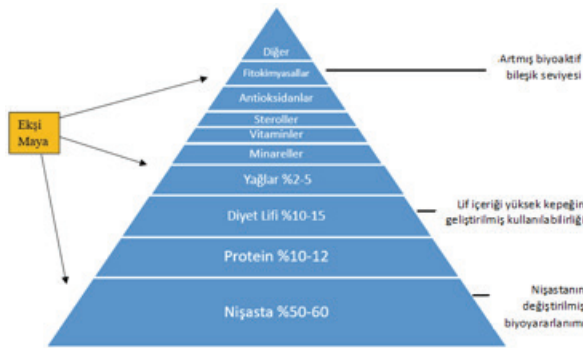 Diğer
Fitokimyasallar
Antioksidanlar
Steroller
Vitaminler
Minareller
Yağlar %2-5
Diyet Lifi %10-15
Protein %10-12
Nişasta %50-60
Ekşi
Maya
Artmış biyoaktif
bileşik seviyesi
Lif içeriği yüksek kepeğin
geliştirilmiş kullanılabilirliği
Nişastanın
değiştirilmiş
biyoyararlanımı